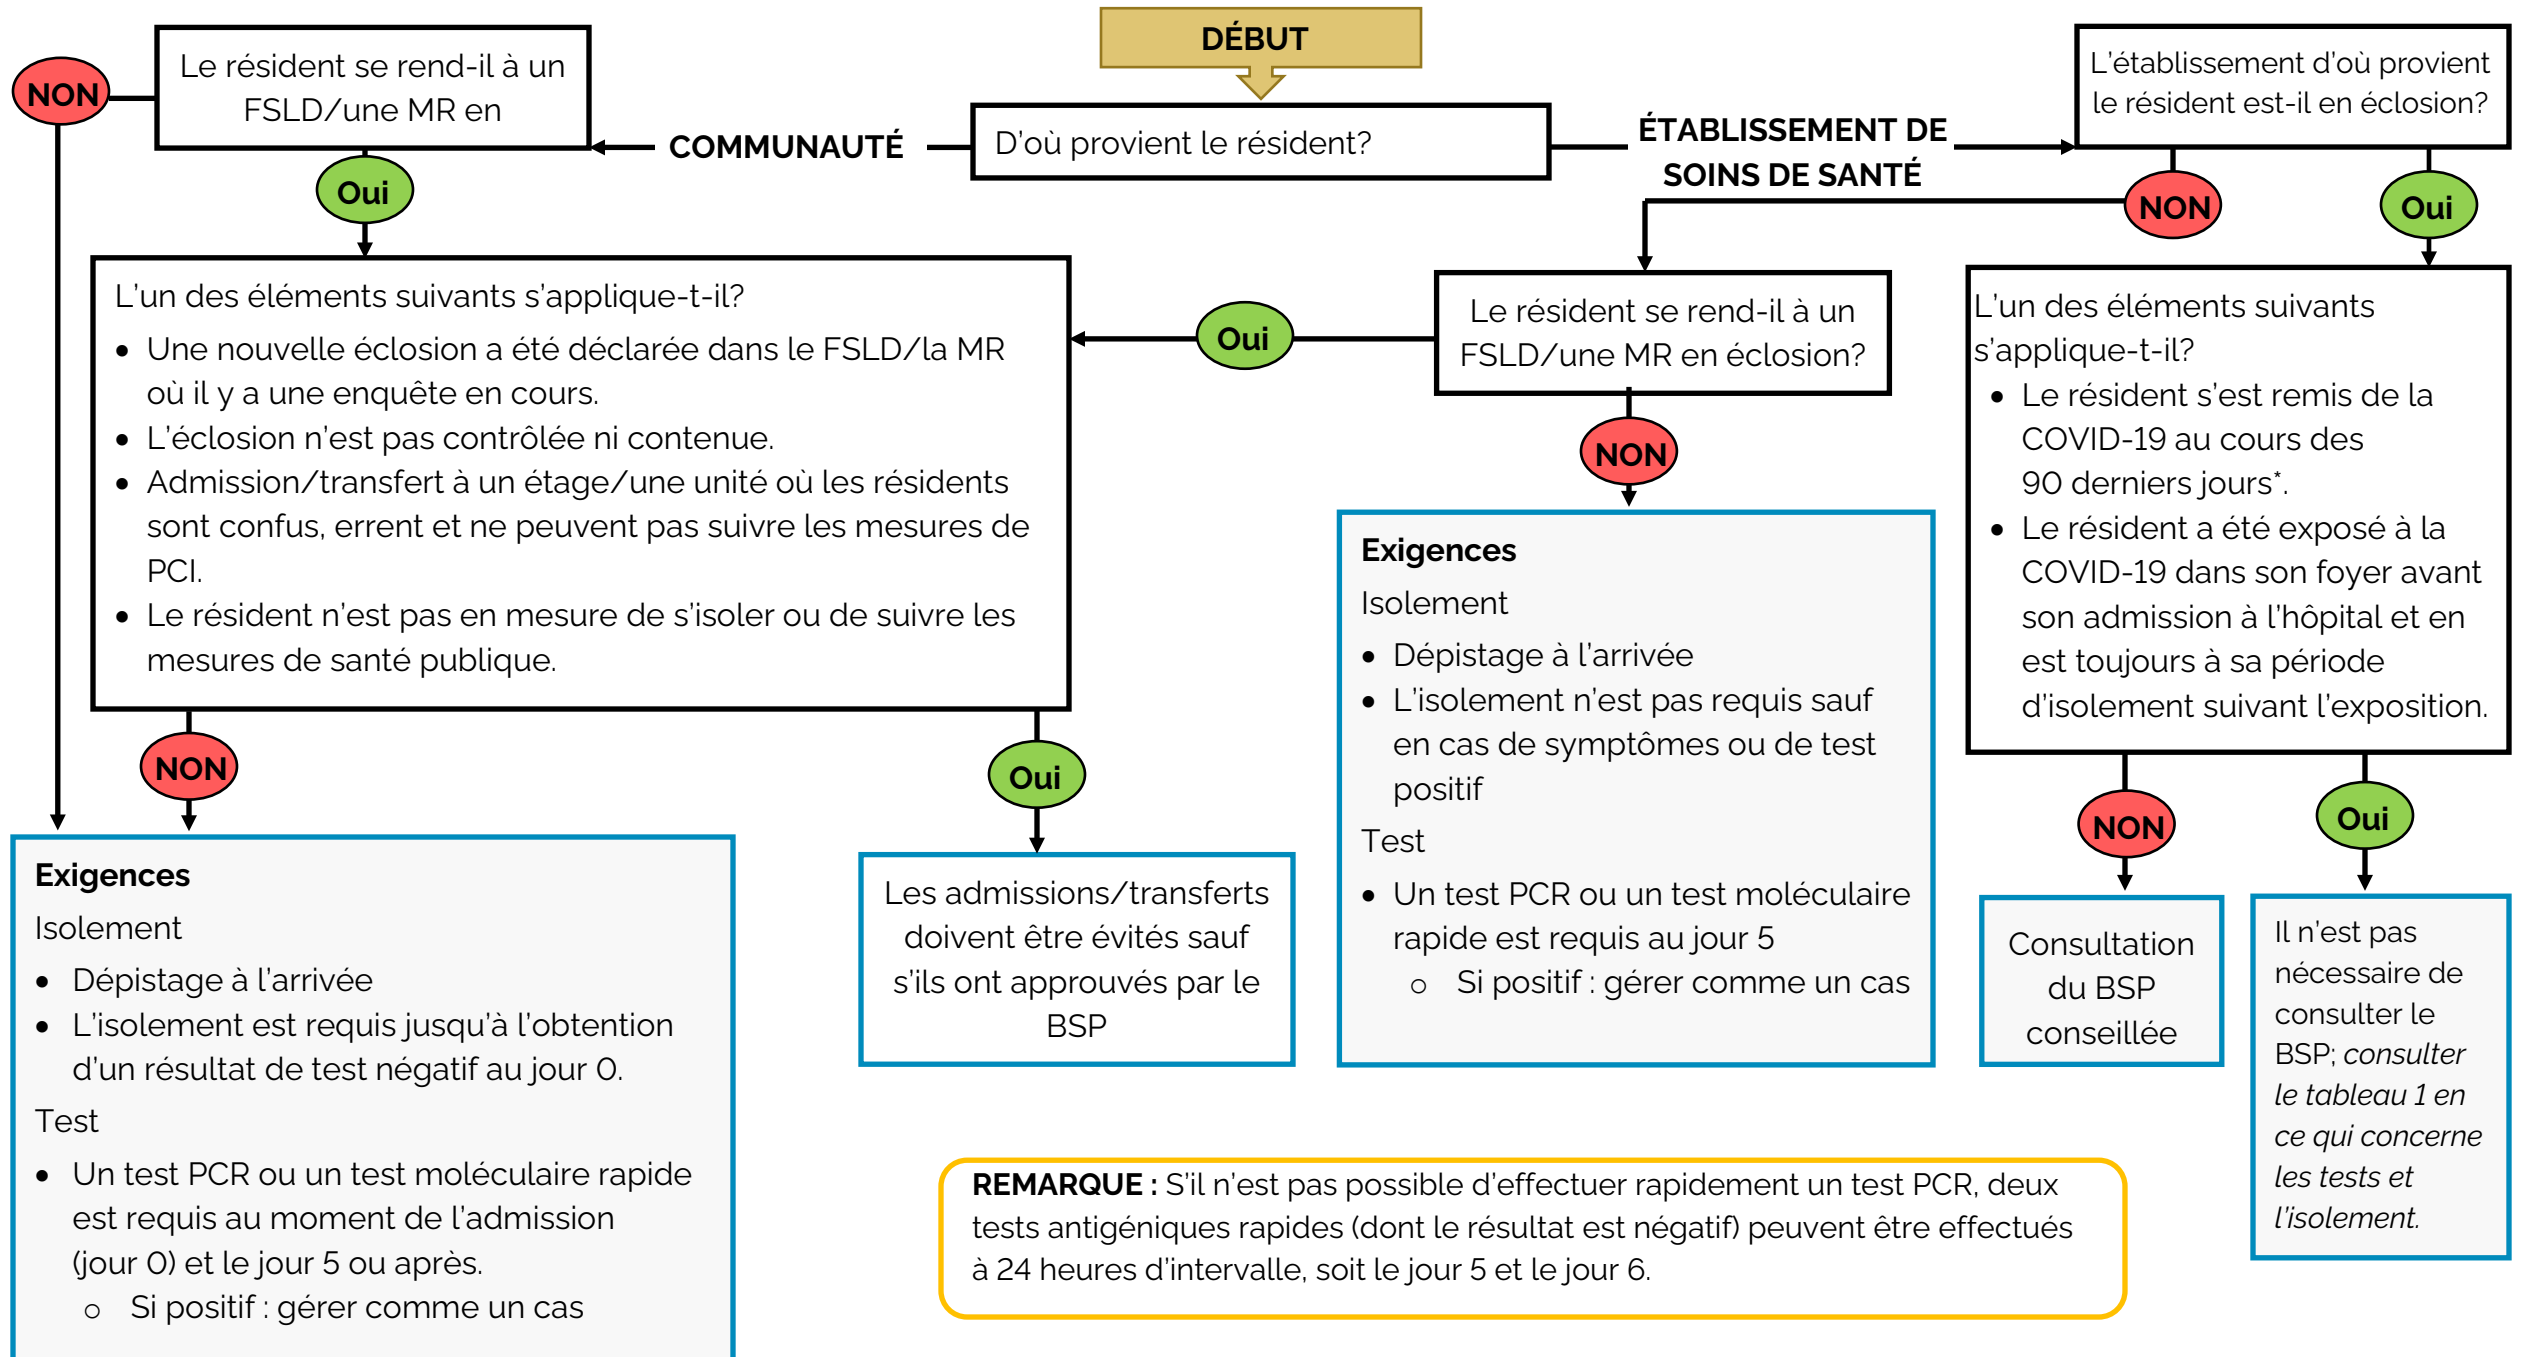 DÉBUT
D'où provient le résident?
COMMUNAUTÉ
Le résident se rend-il à un
FSLD/une MR en
NON
Oui
ÉTABLISSEMENT DE
SOINS DE SANTÉ
L'établissement d'où provient
le résident est-il en éclosion?
NON
Oui
L'un des éléments suivants s'applique-t-il?
• Une nouvelle éclosion a été déclarée dans le FSLD/la MR
où il y a une enquête en cours.
• L'éclosion n'est pas contrôlée ni contenue.
• Admission/transfert à un étage/une unité où les résidents
sont confus, errent et ne peuvent pas suivre les mesures de
PCI.
• Le résident n'est pas en mesure de s'isoler ou de suivre les
mesures de santé publique.
NON
Oui
Oui
Le résident se rend-il à un
FSLD/une MR en éclosion?
NON
L'un des éléments suivants
s'applique-t-il?
• Le résident s'est remis de la
COVID-19 au cours des
90 derniers jours*.
• Le résident a été exposé à la
COVID-19 dans son foyer avant
son admission à l'hôpital et en
est toujours à sa période
d'isolement suivant l'exposition.
NON
Oui
Exigences
Isolement
• Dépistage à l'arrivée
• L'isolement est requis jusqu'à l'obtention
d'un résultat de test négatif au jour 0.
Test
• Un test PCR ou un test moléculaire rapide
est requis au moment de l'admission
(jour 0) et le jour 5 ou après.
o Si positif : gérer comme un cas
Les admissions/transferts
doivent être évités sauf
s'ils ont approuvés par le
BSP
Exigences
Isolement
• Dépistage à l'arrivée
• L'isolement n'est pas requis sauf
en cas de symptômes ou de test
positif
Test
• Un test PCR ou un test moléculaire
rapide est requis au jour 5
o Si positif : gérer comme un cas
Consultation
du BSP
conseillée
Il n'est pas
nécessaire de
consulter le
BSP; consulter
le tableau 1 en
ce qui concerne
les tests et
l'isolement.
REMARQUE : S'il n'est pas possible d'effectuer rapidement un test PCR, deux
tests antigéniques rapides (dont le résultat est négatif) peuvent être effectués
à 24 heures d'intervalle, soit le jour 5 et le jour 6.